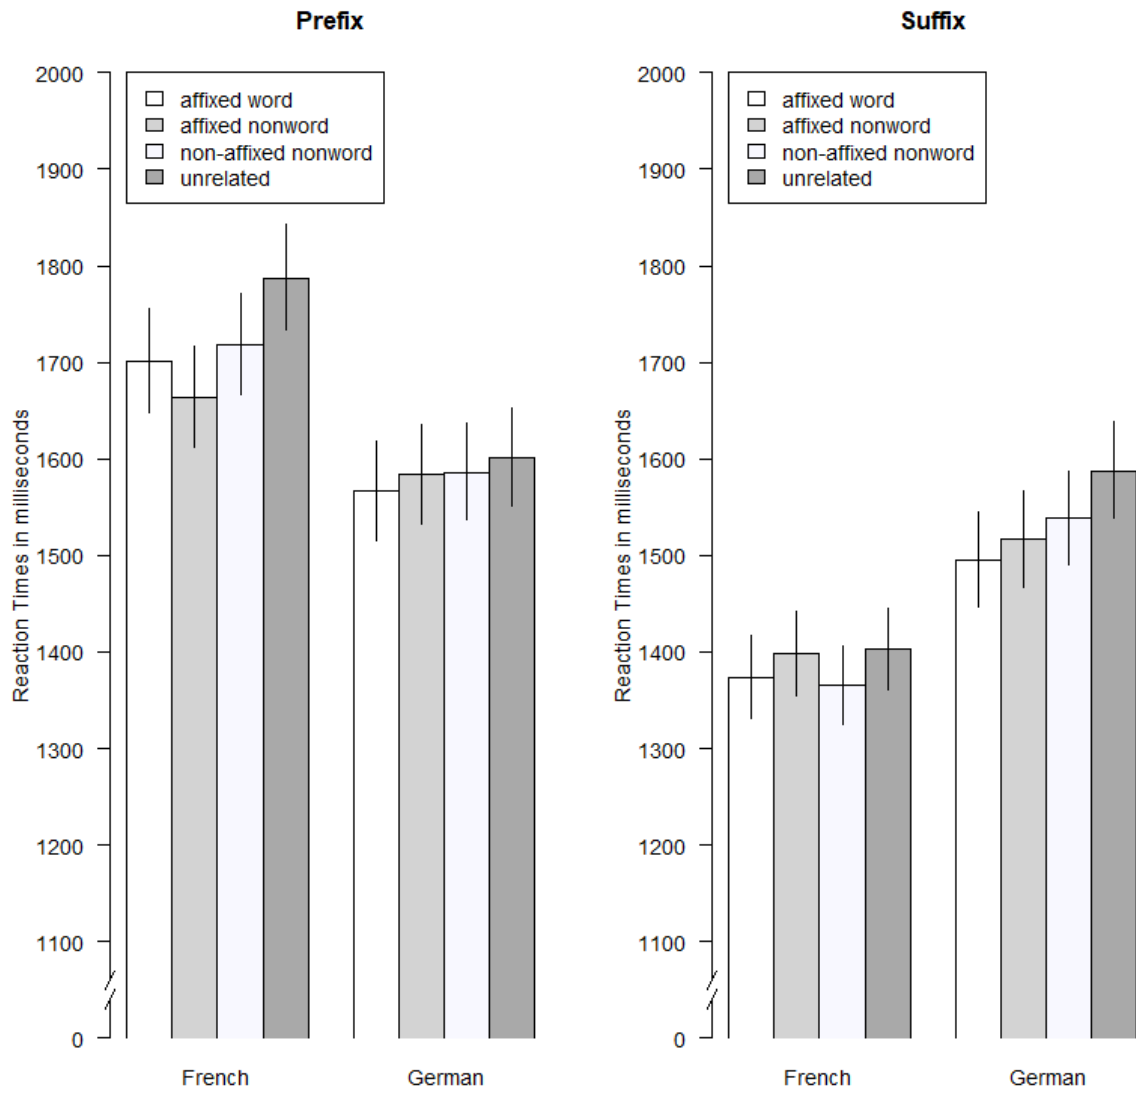 Prefix
2000
1900
1800
1700
1600
1500
1400
1300
1200
1100
0
Reaction Times in milliseconds
affixed word
affixed nonword
non-affixed nonword
unrelated
French
German
Suffix
2000
1900
1800
1700
1600
1500
1400
1300
1200
1100
0
Reaction Times in milliseconds
affixed word
affixed nonword
non-affixed nonword
unrelated
French
German